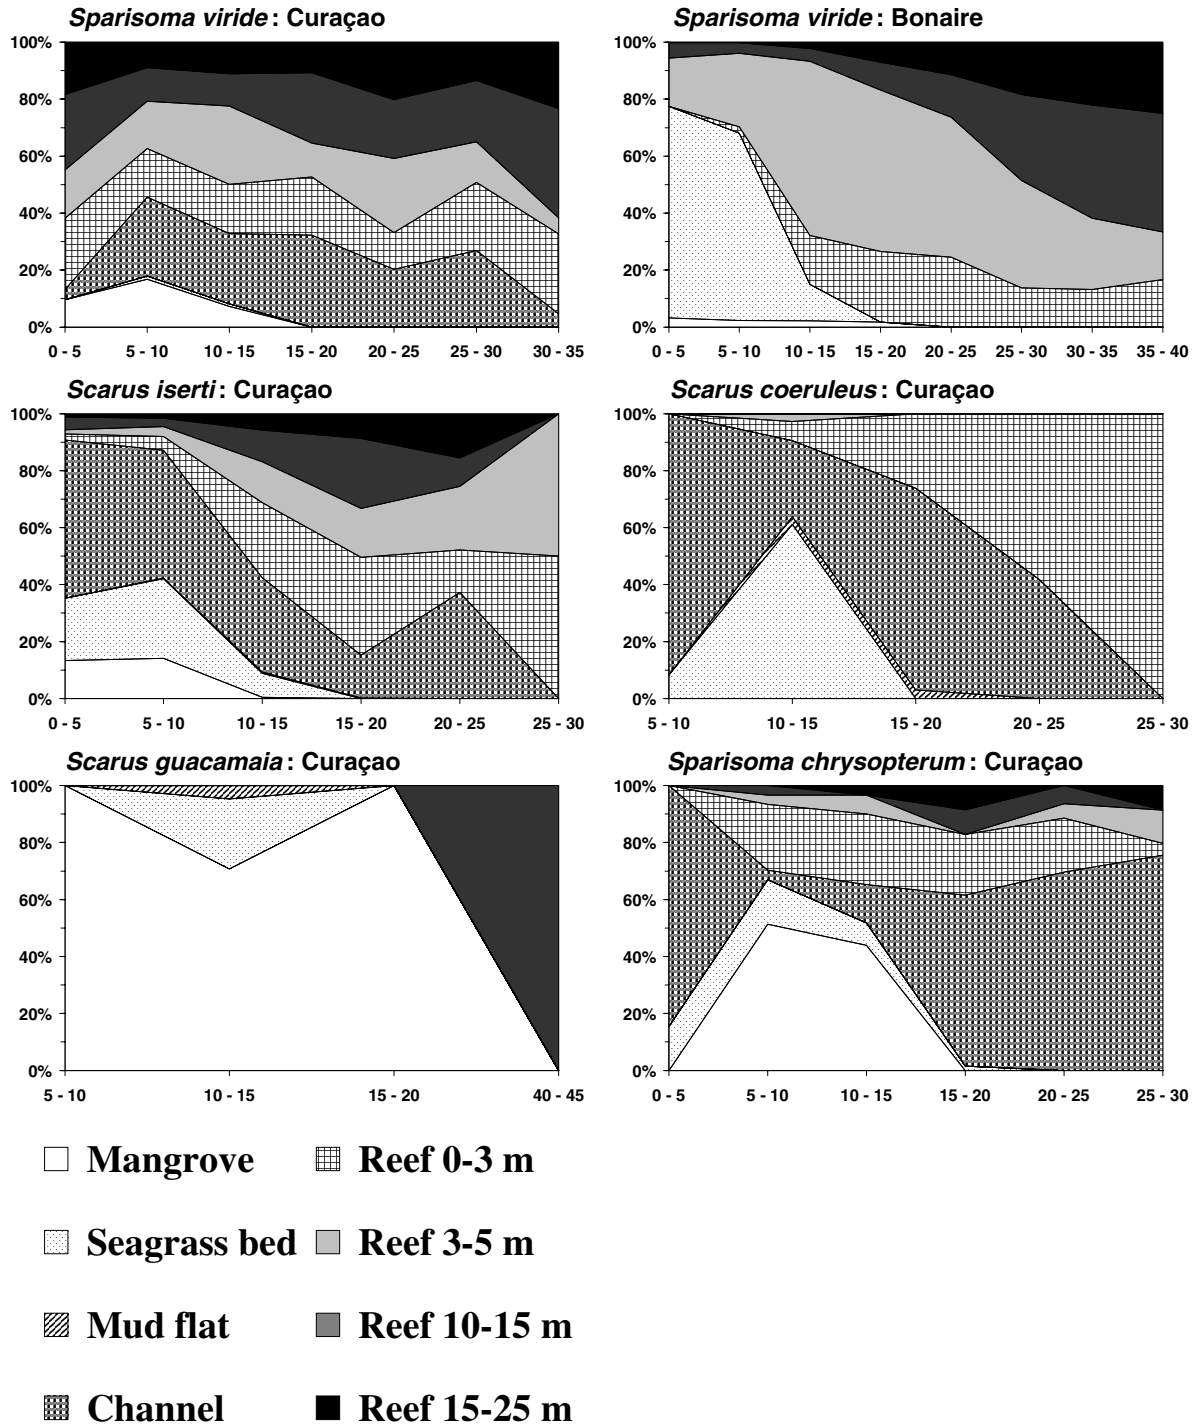 Sparisoma viride : Curaçao
100%
80%
60%
40%
20%
0%
0 - 5 5 - 10 10 - 15 15 - 20 20 - 25 25 - 30 30 - 35
Sparisoma viride : Bonaire
100%
80%
60%
40%
20%
0%
0 - 5 5 - 10 10 - 15 15 - 20 20 - 25 25 - 30 30 - 35 35 - 40
Scarus iserti : Curaçao
100%
80%
60%
40%
20%
0%
0 - 5 5 - 10 10 - 15 15 - 20 20 - 25 25 - 30
Scarus coeruleus : Curaçao
100%
80%
60%
40%
20%
0%
5 - 10 10 - 15 15 - 20 20 - 25 25 - 30
Scarus guacamaia : Curaçao
100%
80%
60%
40%
20%
0%
5 - 10 10 - 15 15 - 20 40 - 45
Sparisoma chrysopterum : Curaçao
100%
80%
60%
40%
20%
0%
0 - 5 5 - 10 10 - 15 15 - 20 20 - 25 25 - 30
Mangrove Reef 0-3 m
Seagrass bed Reef 3-5 m
Mud flat Reef 10-15 m
Channel Reef 15-25 m